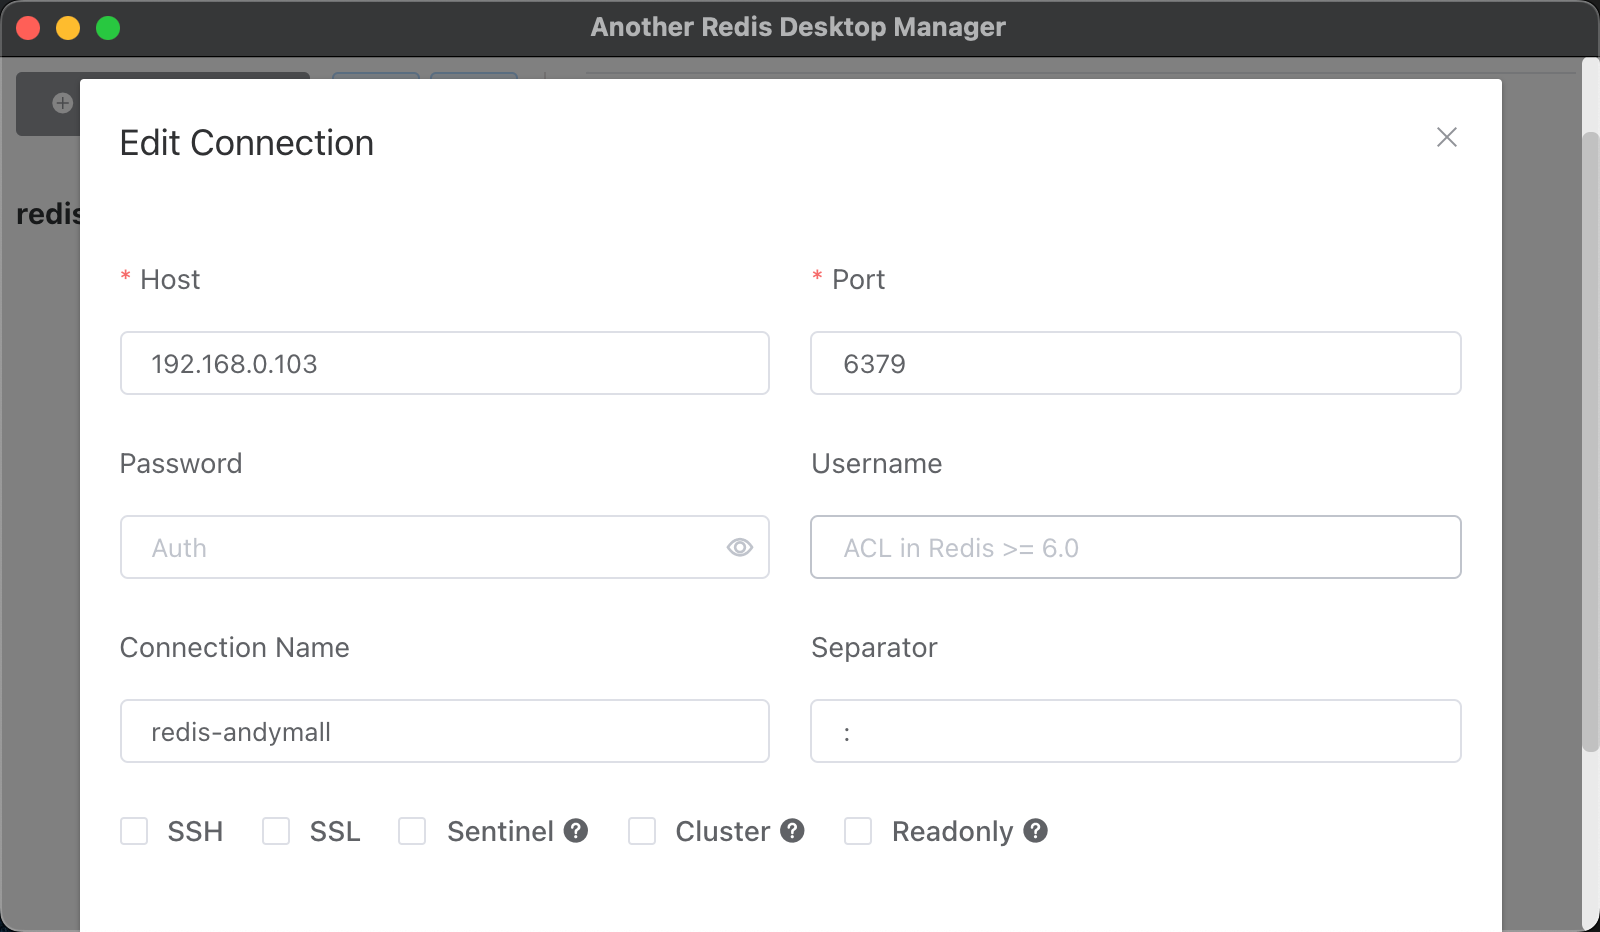 Another Redis Desktop Manager
Edit Connection
redis
* Host
* Port
192.168.0.103
6379
Password
Username
Auth
ACL in Redis >= 6.0
Connection Name
Separator
redis-andymall
:
SSH SSL Sentinel ? Cluster ? Readonly ?